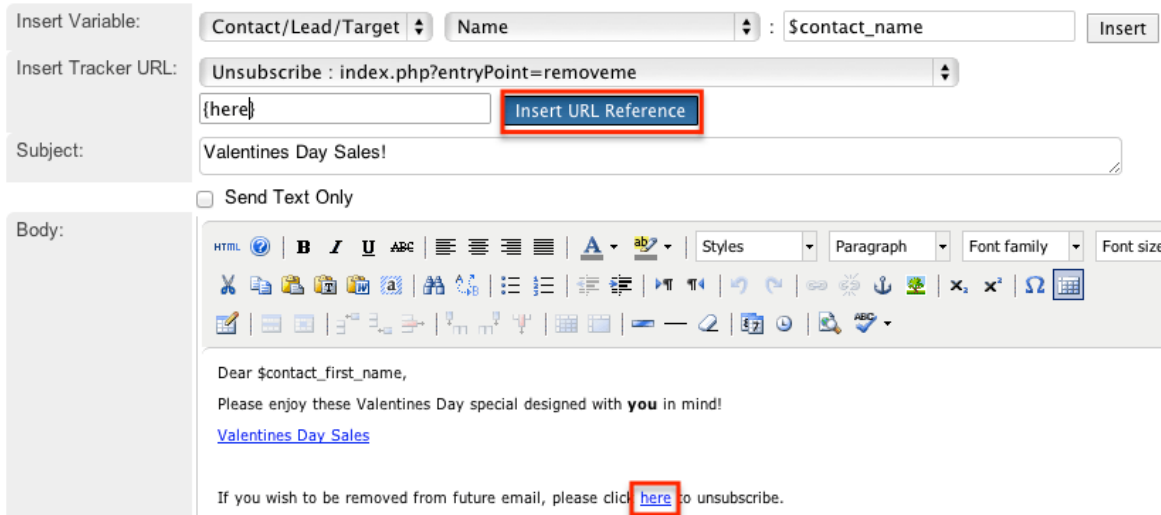 Insert Variable: Contact/Lead/Target Name : $contact_name Insert
Insert Tracker URL: Unsubscribe : index.php?entryPoint=removeme
{here} Insert URL Reference
Subject: Valentines Day Sales!
Send Text Only
Body:
HTML B I U ABC A ab Styles Paragraph Font family Font size
Dear $contact_first_name,
Please enjoy these Valentines Day special designed with you in mind!
Valentines Day Sales
If you wish to be removed from future email, please click here to unsubscribe.